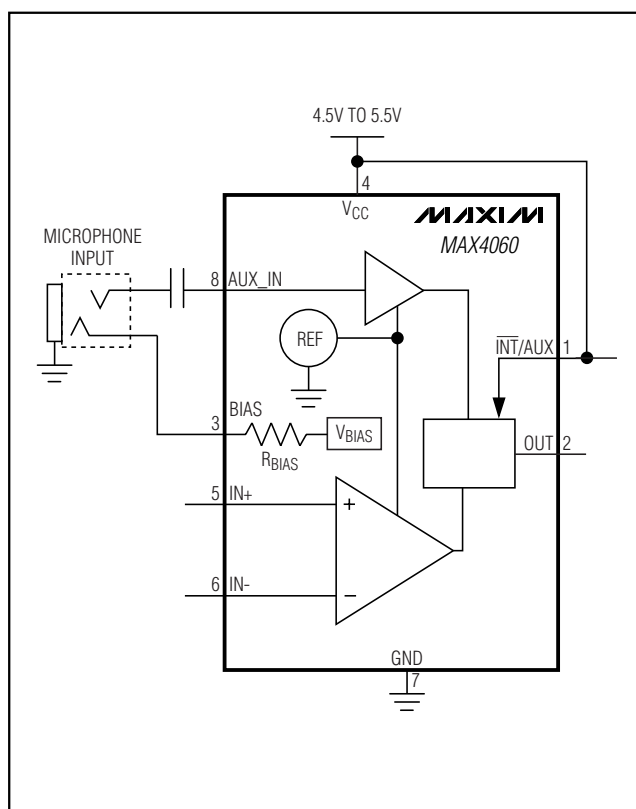 4.5V TO 5.5V
4
VCC
MAXIM
MAX4060
MICROPHONE
INPUT
8 AUX_IN
REF
INT/AUX 1
3 BIAS
RBIAS
VBIAS
OUT 2
5 IN+
+
6 IN-
−
GND
7